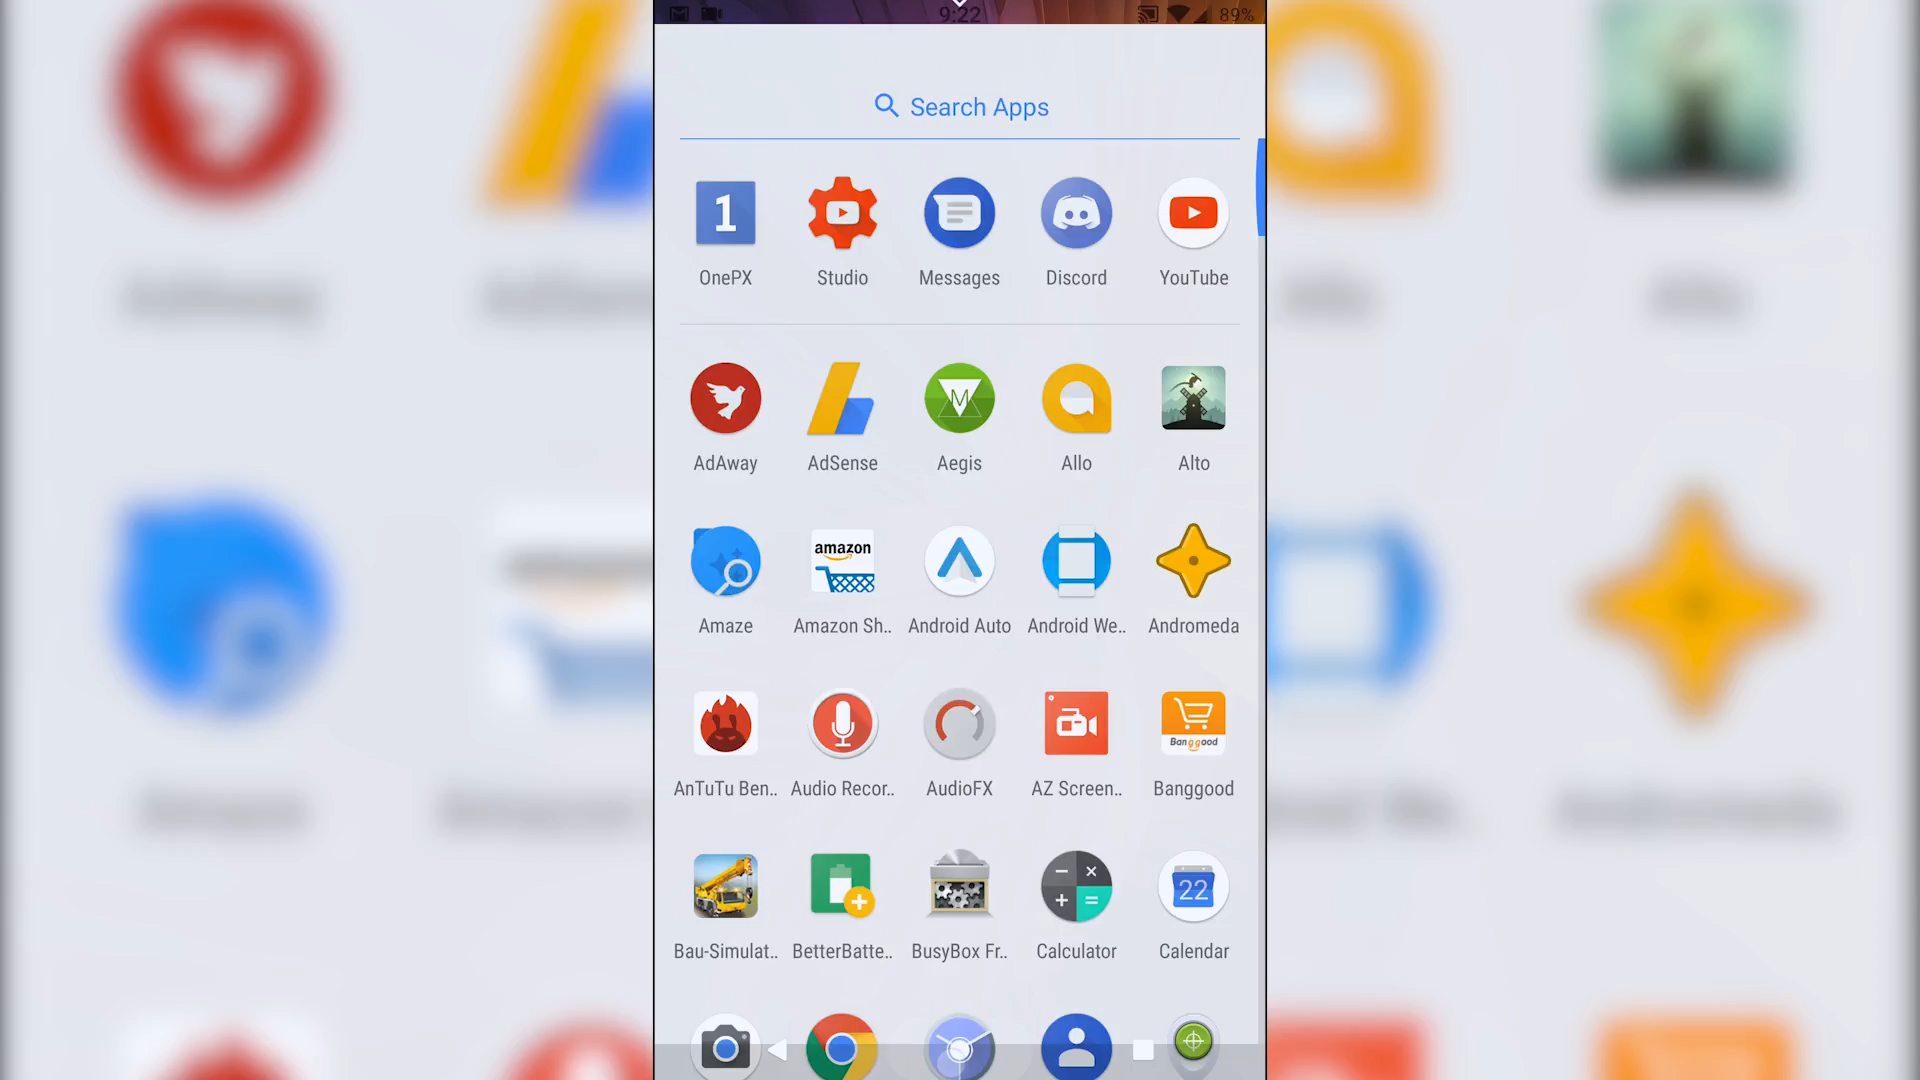 9:22
89%
Search Apps
1
OnePX
Studio
Messages
Discord
YouTube
M
AdAway
AdSense
Aegis
Allo
Alto
amazon
Amaze
Amazon Sh..
Android Auto
Android We..
Andromeda
Banggood
AnTuTu Ben..
Audio Recor..
AudioFX
AZ Screen..
Banggood
22
Bau-Simulat..
BetterBatte..
BusyBox Fr..
Calculator
Calendar